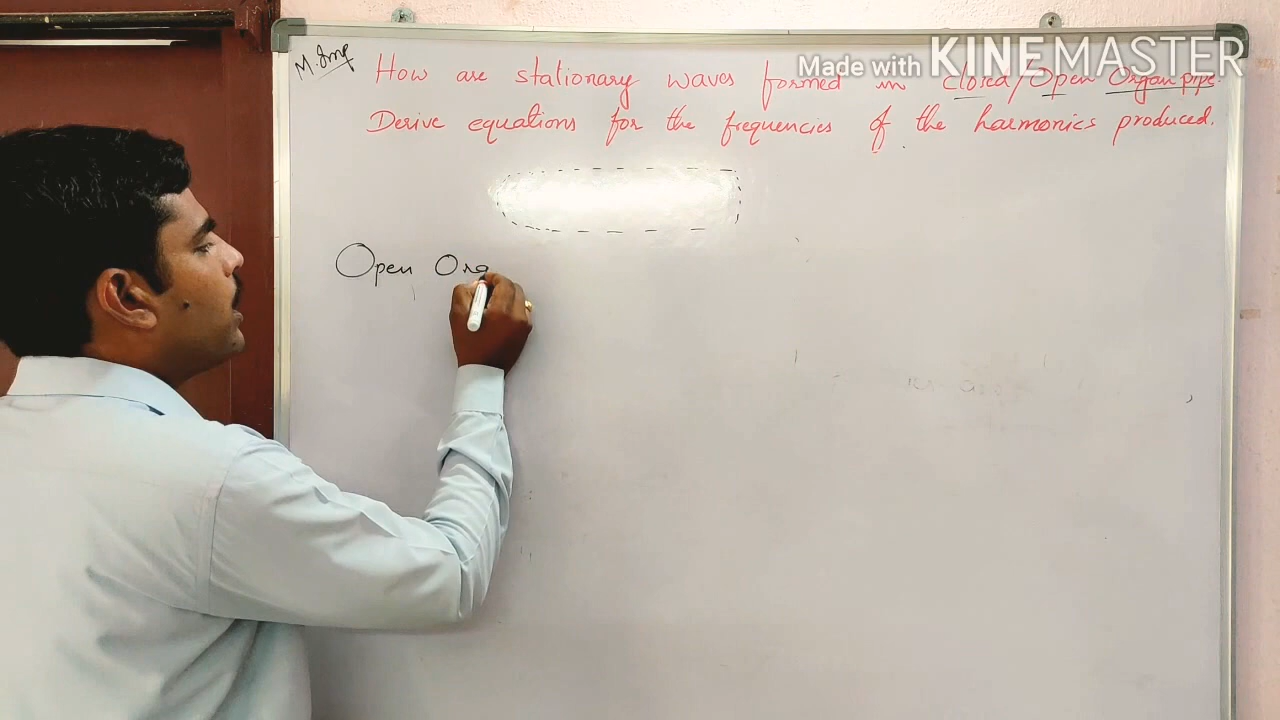 Made with KINEMASTER
M. Imp
How are stationary waves formed in closed/Open Organ pipe.
Derive equations for the frequencies of the harmonics produced.
Open Org